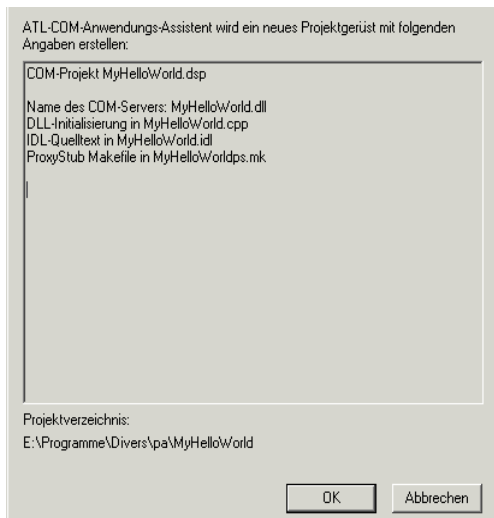 ATL-COM-Anwendungs-Assistent wird ein neues Projektgerüst mit folgenden
Angaben erstellen:
COM-Projekt MyHelloWorld.dsp
Name des COM-Servers: MyHelloWorld.dll
DLL-Initialisierung in MyHelloWorld.cpp
IDL-Quelltext in MyHelloWorld.idl
ProxyStub Makefile in MyHelloWorldps.mk
Projektverzeichnis:
E:\Programme\Divers\pa\MyHelloWorld
OK
Abbrechen